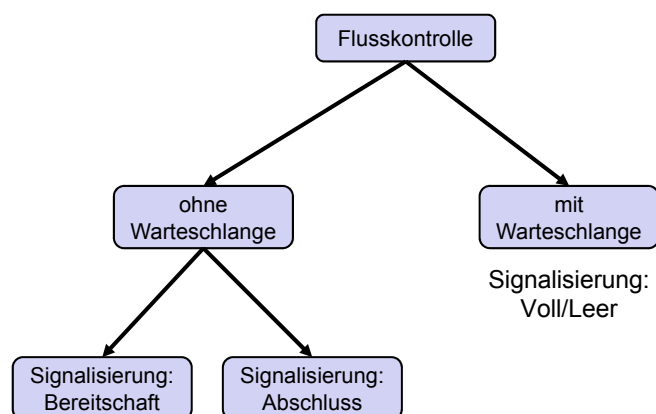 Flusskontrolle
ohne
Warteschlange
mit
Warteschlange
Signalisierung:
Voll/Leer
Signalisierung:
Bereitschaft
Signalisierung:
Abschluss